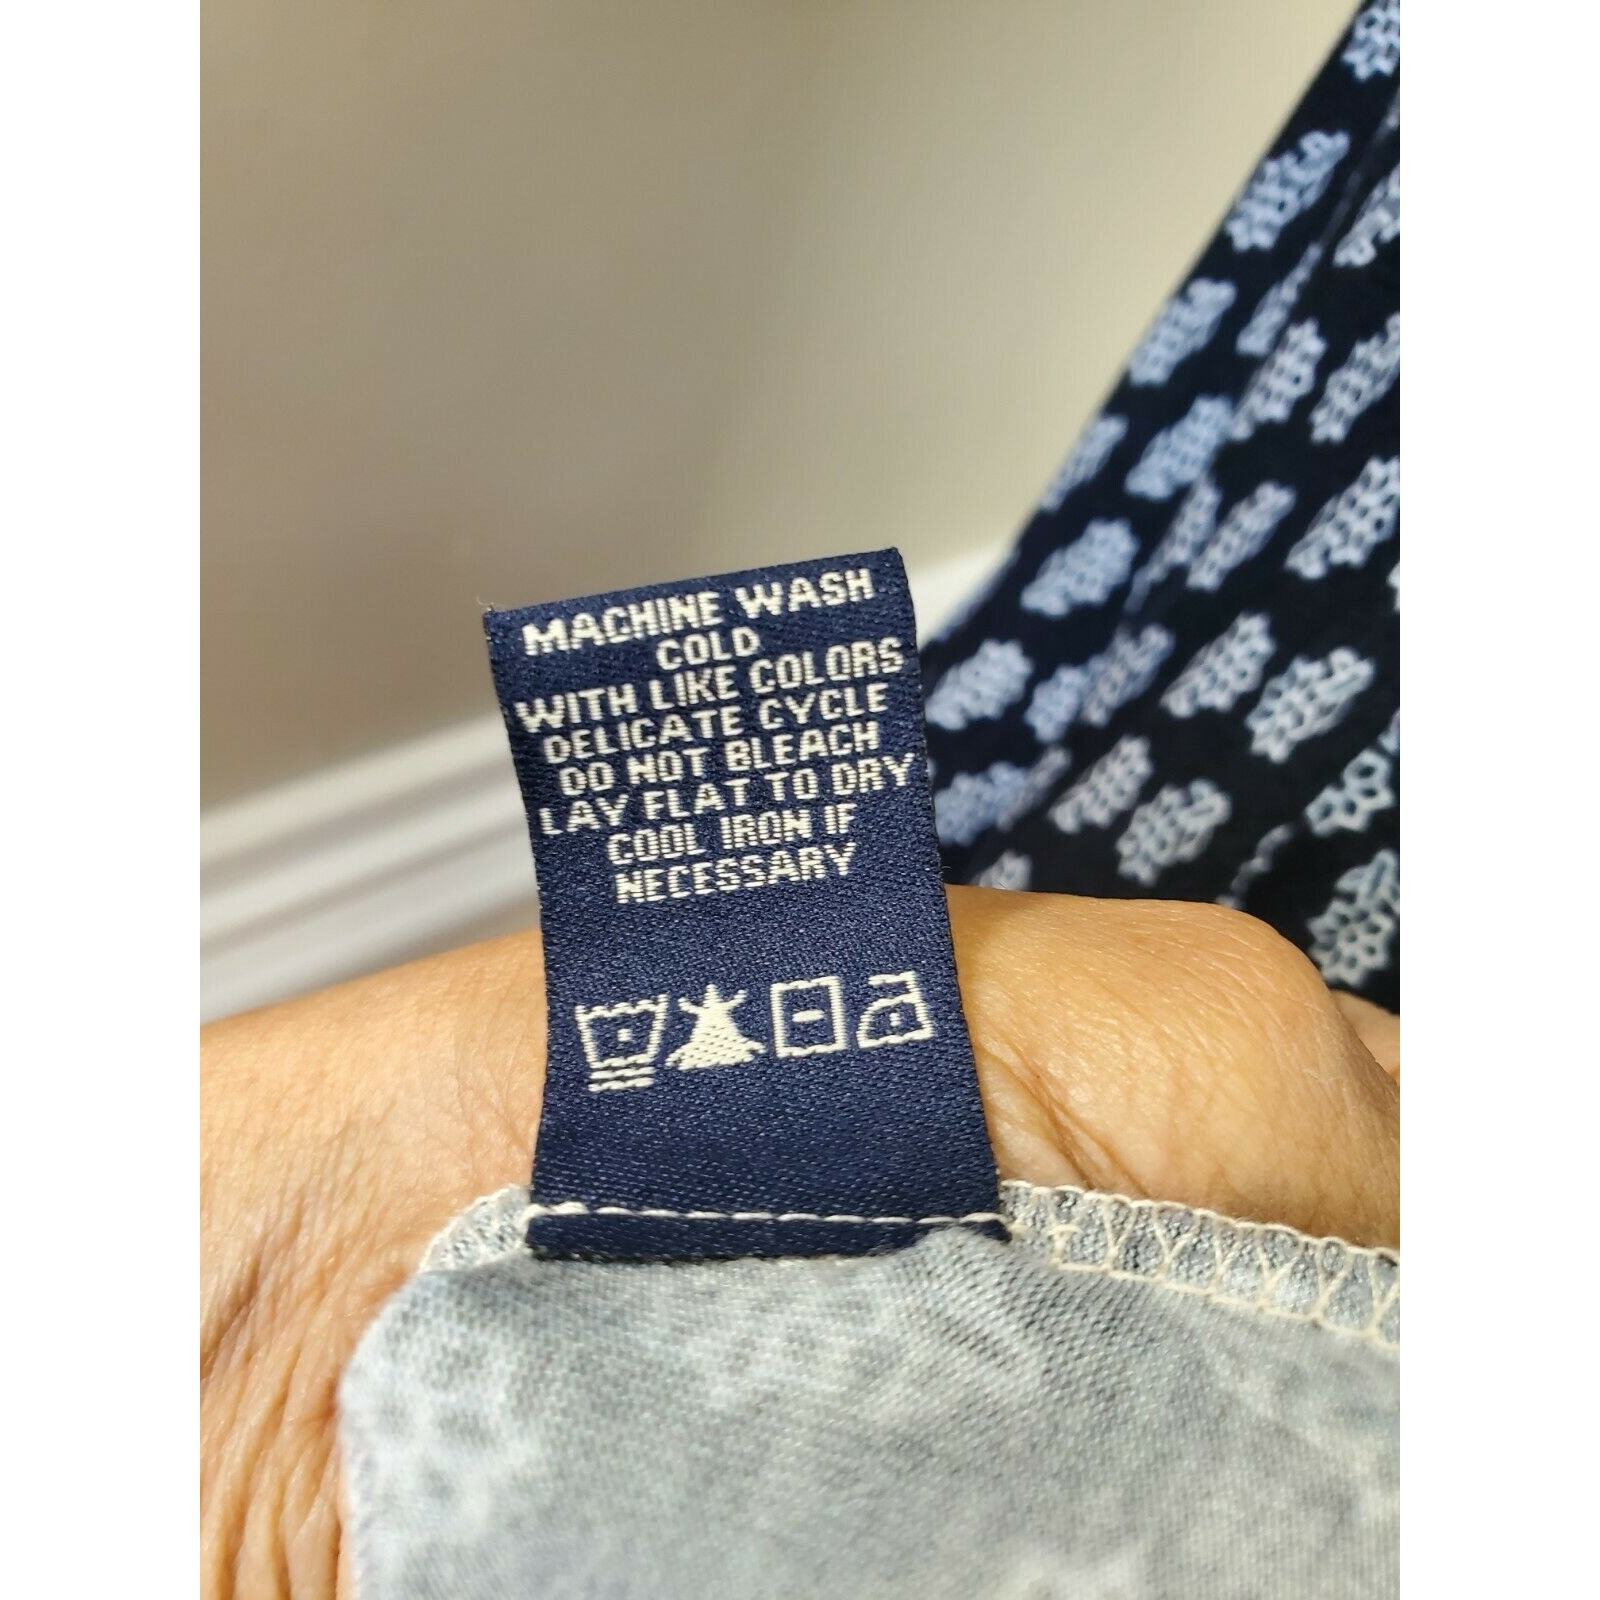 MACHINE WASH
COLD
WITH LIKE COLORS
DELICATE CYCLE
DO NOT BLEACH
LAY FLAT TO DRY
COOL IRON IF
NECESSARY